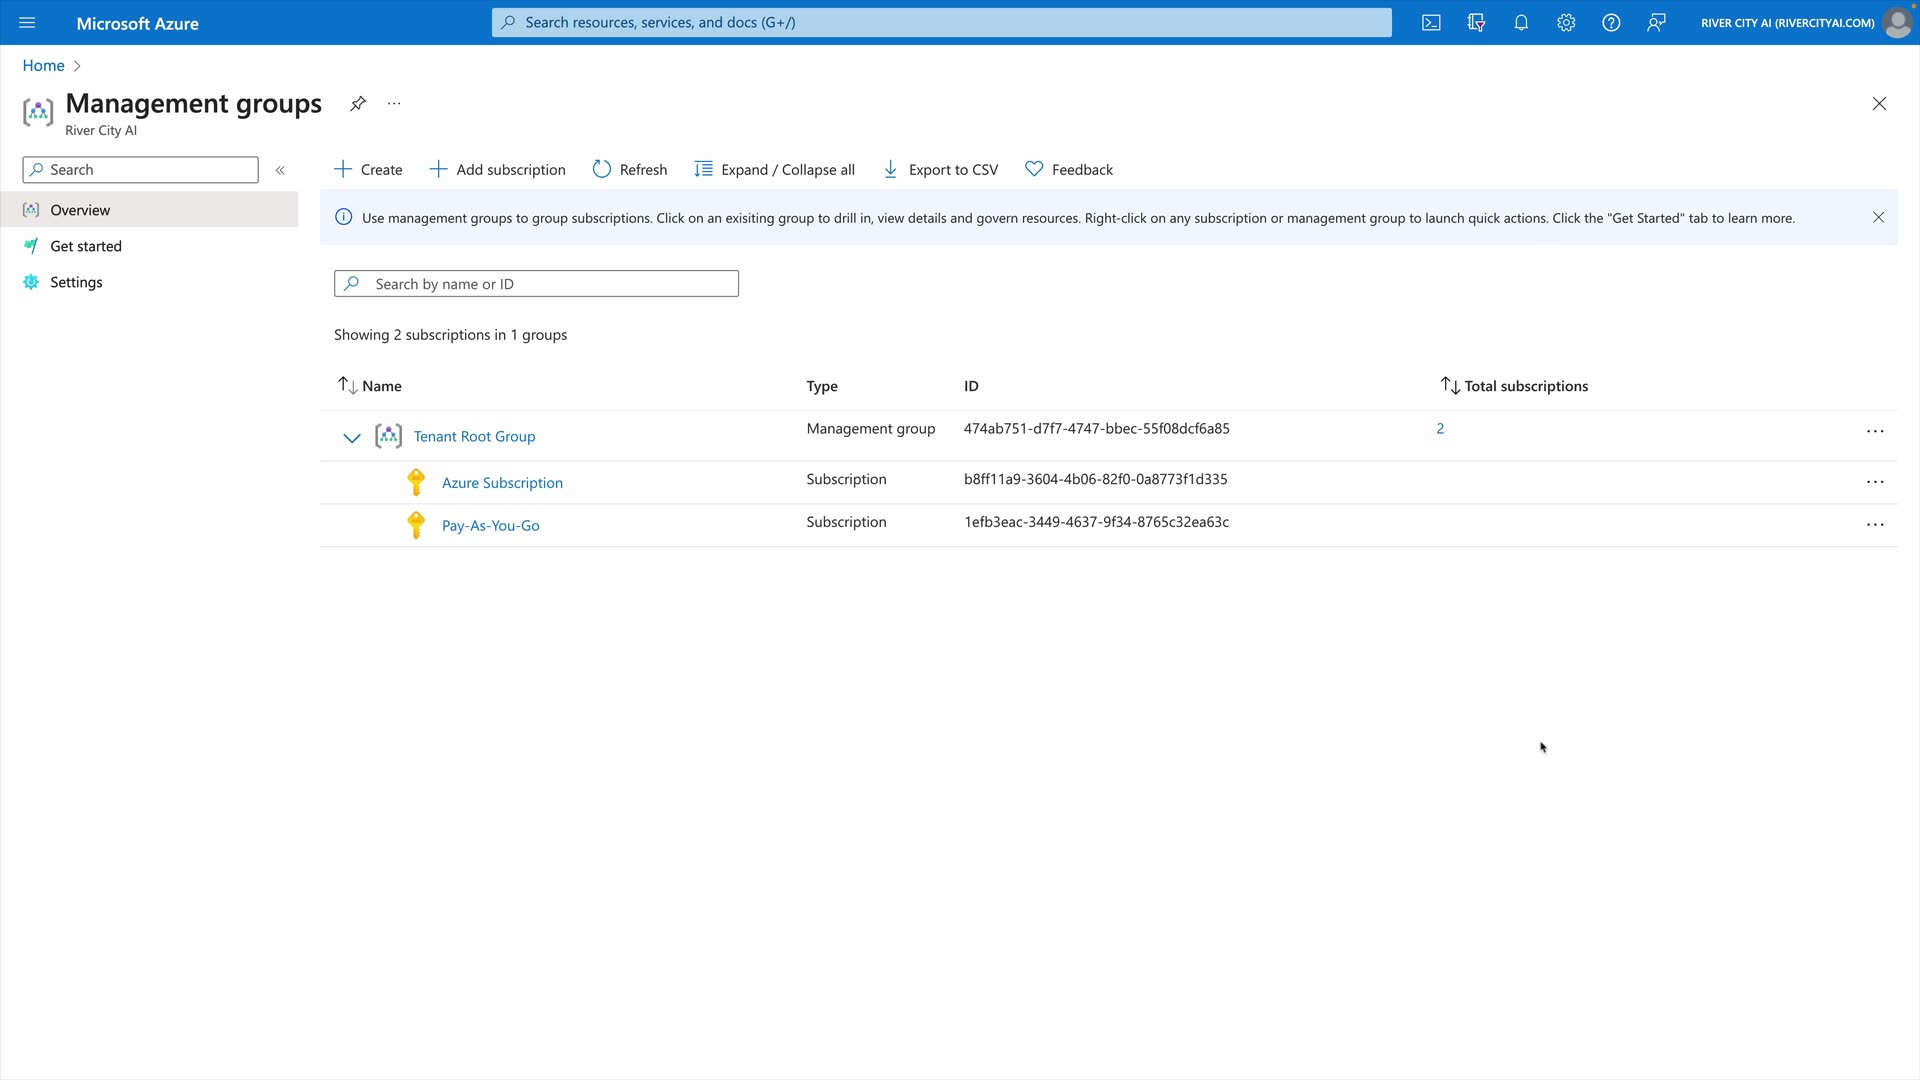 Microsoft Azure
Search resources, services, and docs (G+/)
RIVER CITY AI (RIVERCITYAI.COM)
Home
Management groups
River City AI
Search
Create
Add subscription
Refresh
Expand / Collapse all
Export to CSV
Feedback
Overview
Get started
Settings
Use management groups to group subscriptions. Click on an exisiting group to drill in, view details and govern resources. Right-click on any subscription or management group to launch quick actions. Click the "Get Started" tab to learn more.
Search by name or ID
Showing 2 subscriptions in 1 groups
Name Type ID Total subscriptions
Tenant Root Group Management group 474ab751-d7f7-4747-bbec-55f08dcf6a85 2
Azure Subscription Subscription b8ff11a9-3604-4b06-82f0-0a8773f1d335
Pay-As-You-Go Subscription 1efb3eac-3449-4637-9f34-8765c32ea63c